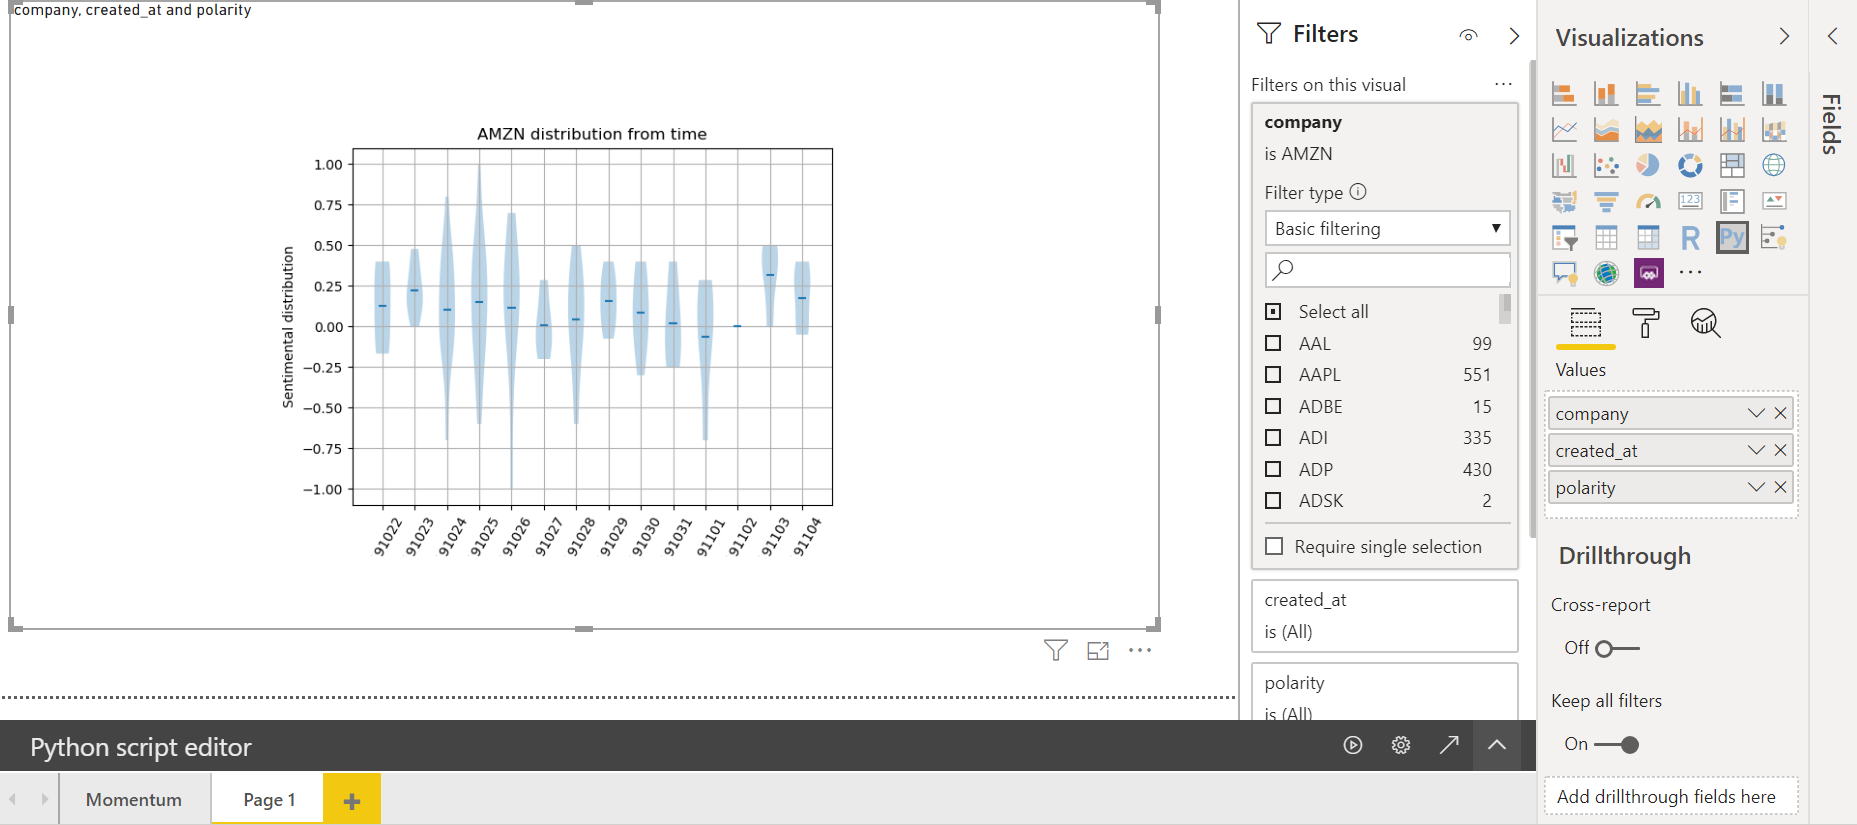 company, created_at and polarity
AMZN distribution from time
Sentimental distribution
1.00
0.75
0.50
0.25
0.00
−0.25
−0.50
−0.75
−1.00
91022
91023
91024
91025
91026
91027
91028
91029
91030
91031
91101
91102
91103
91104
Filters
Filters on this visual
company
is AMZN
Filter type
Basic filtering
Select all
AAL 99
AAPL 551
ADBE 15
ADI 335
ADP 430
ADSK 2
Require single selection
created_at
is (All)
polarity
is (All)
Visualizations
123
R
Py
Values
company
created_at
polarity
Drillthrough
Cross-report
Off
Keep all filters
On
Add drillthrough fields here
Fields
Python script editor
Momentum
Page 1